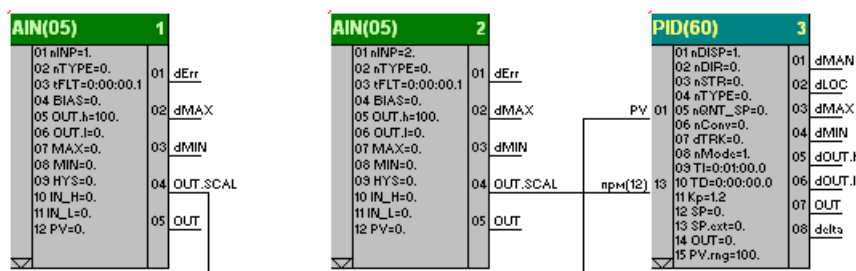 AIN(05) 1
01 nINP=1.
02 nTYPE=0.
03 tFLT=0:00:00.1
04 BIAS=0.
05 OUT.h=100.
06 OUT.l=0.
07 MAX=0.
08 MIN=0.
09 HYS=0.
10 IN_H=0.
11 IN_L=0.
12 PV=0.
01 dErr
02 dMAX
03 dMIN
04 OUT.SCAL
05 OUT
AIN(05) 2
01 nINP=2.
02 nTYPE=0.
03 tFLT=0:00:00.1
04 BIAS=0.
05 OUT.h=100.
06 OUT.l=0.
07 MAX=0.
08 MIN=0.
09 HYS=0.
10 IN_H=0.
11 IN_L=0.
12 PV=0.
01 dErr
02 dMAX
03 dMIN
04 OUT.SCAL
05 OUT
PID(60) 3
PV 01
прм(12) 13
01 nDISP=1.
02 nDIR=0.
03 nSTR=0.
04 nTYPE=0.
05 nQNT_SP=0.
06 nConv=0.
07 dTRK=0.
08 nMode=1.
09 TI=0:01:00.0
10 TD=0:00:00.0
11 Kp=1.2
12 SP=0.
13 SP.ext=0.
14 OUT=0.
15 PV.rng=100.
01 dMAN
02 dLOC
03 dMAX
04 dMIN
05 dOUT.h
06 dOUT.l
07 OUT
08 delta